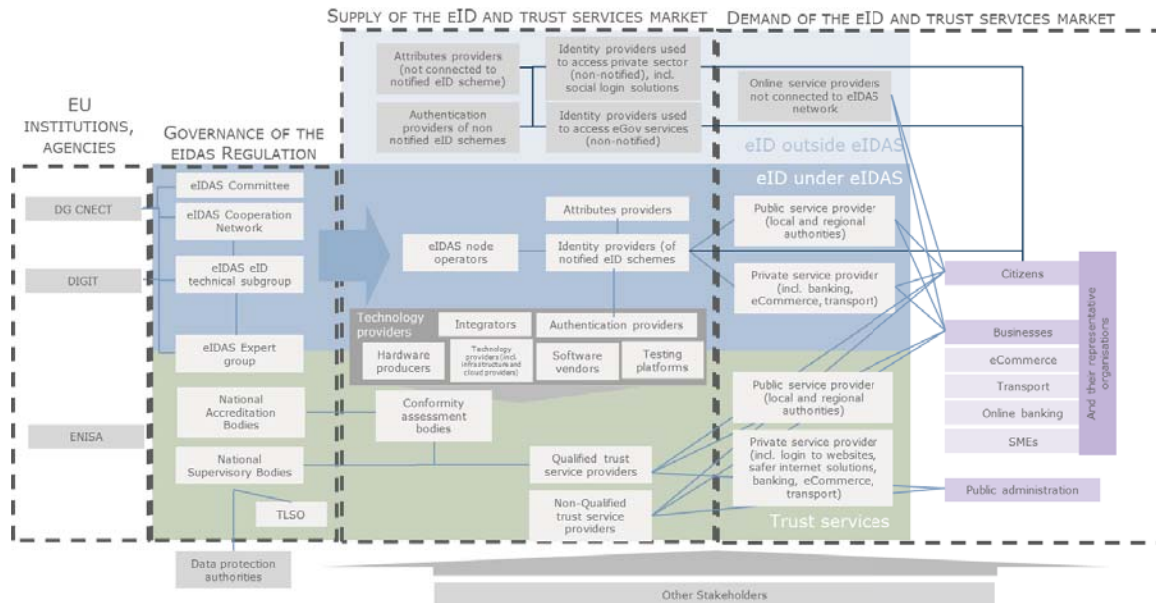 SUPPLY OF THE EID AND TRUST SERVICES MARKET
DEMAND OF THE EID AND TRUST SERVICES MARKET
EU
INSTITUTIONS,
AGENCIES
GOVERNANCE OF THE
EIDAS REGULATION
DG CNECT
DIGIT
ENISA
eIDAS Committee
eIDAS Cooperation
Network
eIDAS eID
technical subgroup
eIDAS Expert
group
National
Accreditation
Bodies
National
Supervisory Bodies
TLSO
Data protection
authorities
Attributes providers
(not connected to
notified eID scheme)
Identity providers used
to access private sector
(non-notified), incl.
social login solutions
Authentication
providers of non
notified eID schemes
Identity providers used
to access eGov services
(non-notified)
Attributes providers
eIDAS node
operators
Identity providers (of
notified eID schemes)
Technology
providers
Integrators
Authentication providers
Hardware
producers
Technology
providers (incl.
infrastructure and
cloud providers)
Software
vendors
Testing
platforms
Conformity
assessment
bodies
Qualified trust
service providers
Non-Qualified
trust service
providers
Online service providers
not connected to eIDAS
network
eID outside eIDAS
eID under eIDAS
Public service provider
(local and regional
authorities)
Private service provider
(incl. banking,
eCommerce, transport)
Public service provider
(local and regional
authorities)
Private service provider
(incl. login to websites,
safer internet solutions,
banking, eCommerce,
transport)
Trust services
Citizens
Businesses
eCommerce
Transport
Online banking
SMEs
Public administration
And their representative
organisations
Other Stakeholders